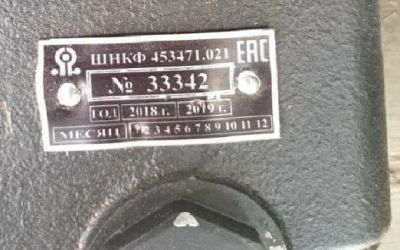 ШНКФ 453471.021 ЕАС
№ 33342
ГОД 2018 г. 2019 г.
МЕСЯЦ 1 2 3 4 5 6 7 8 9 10 11 12